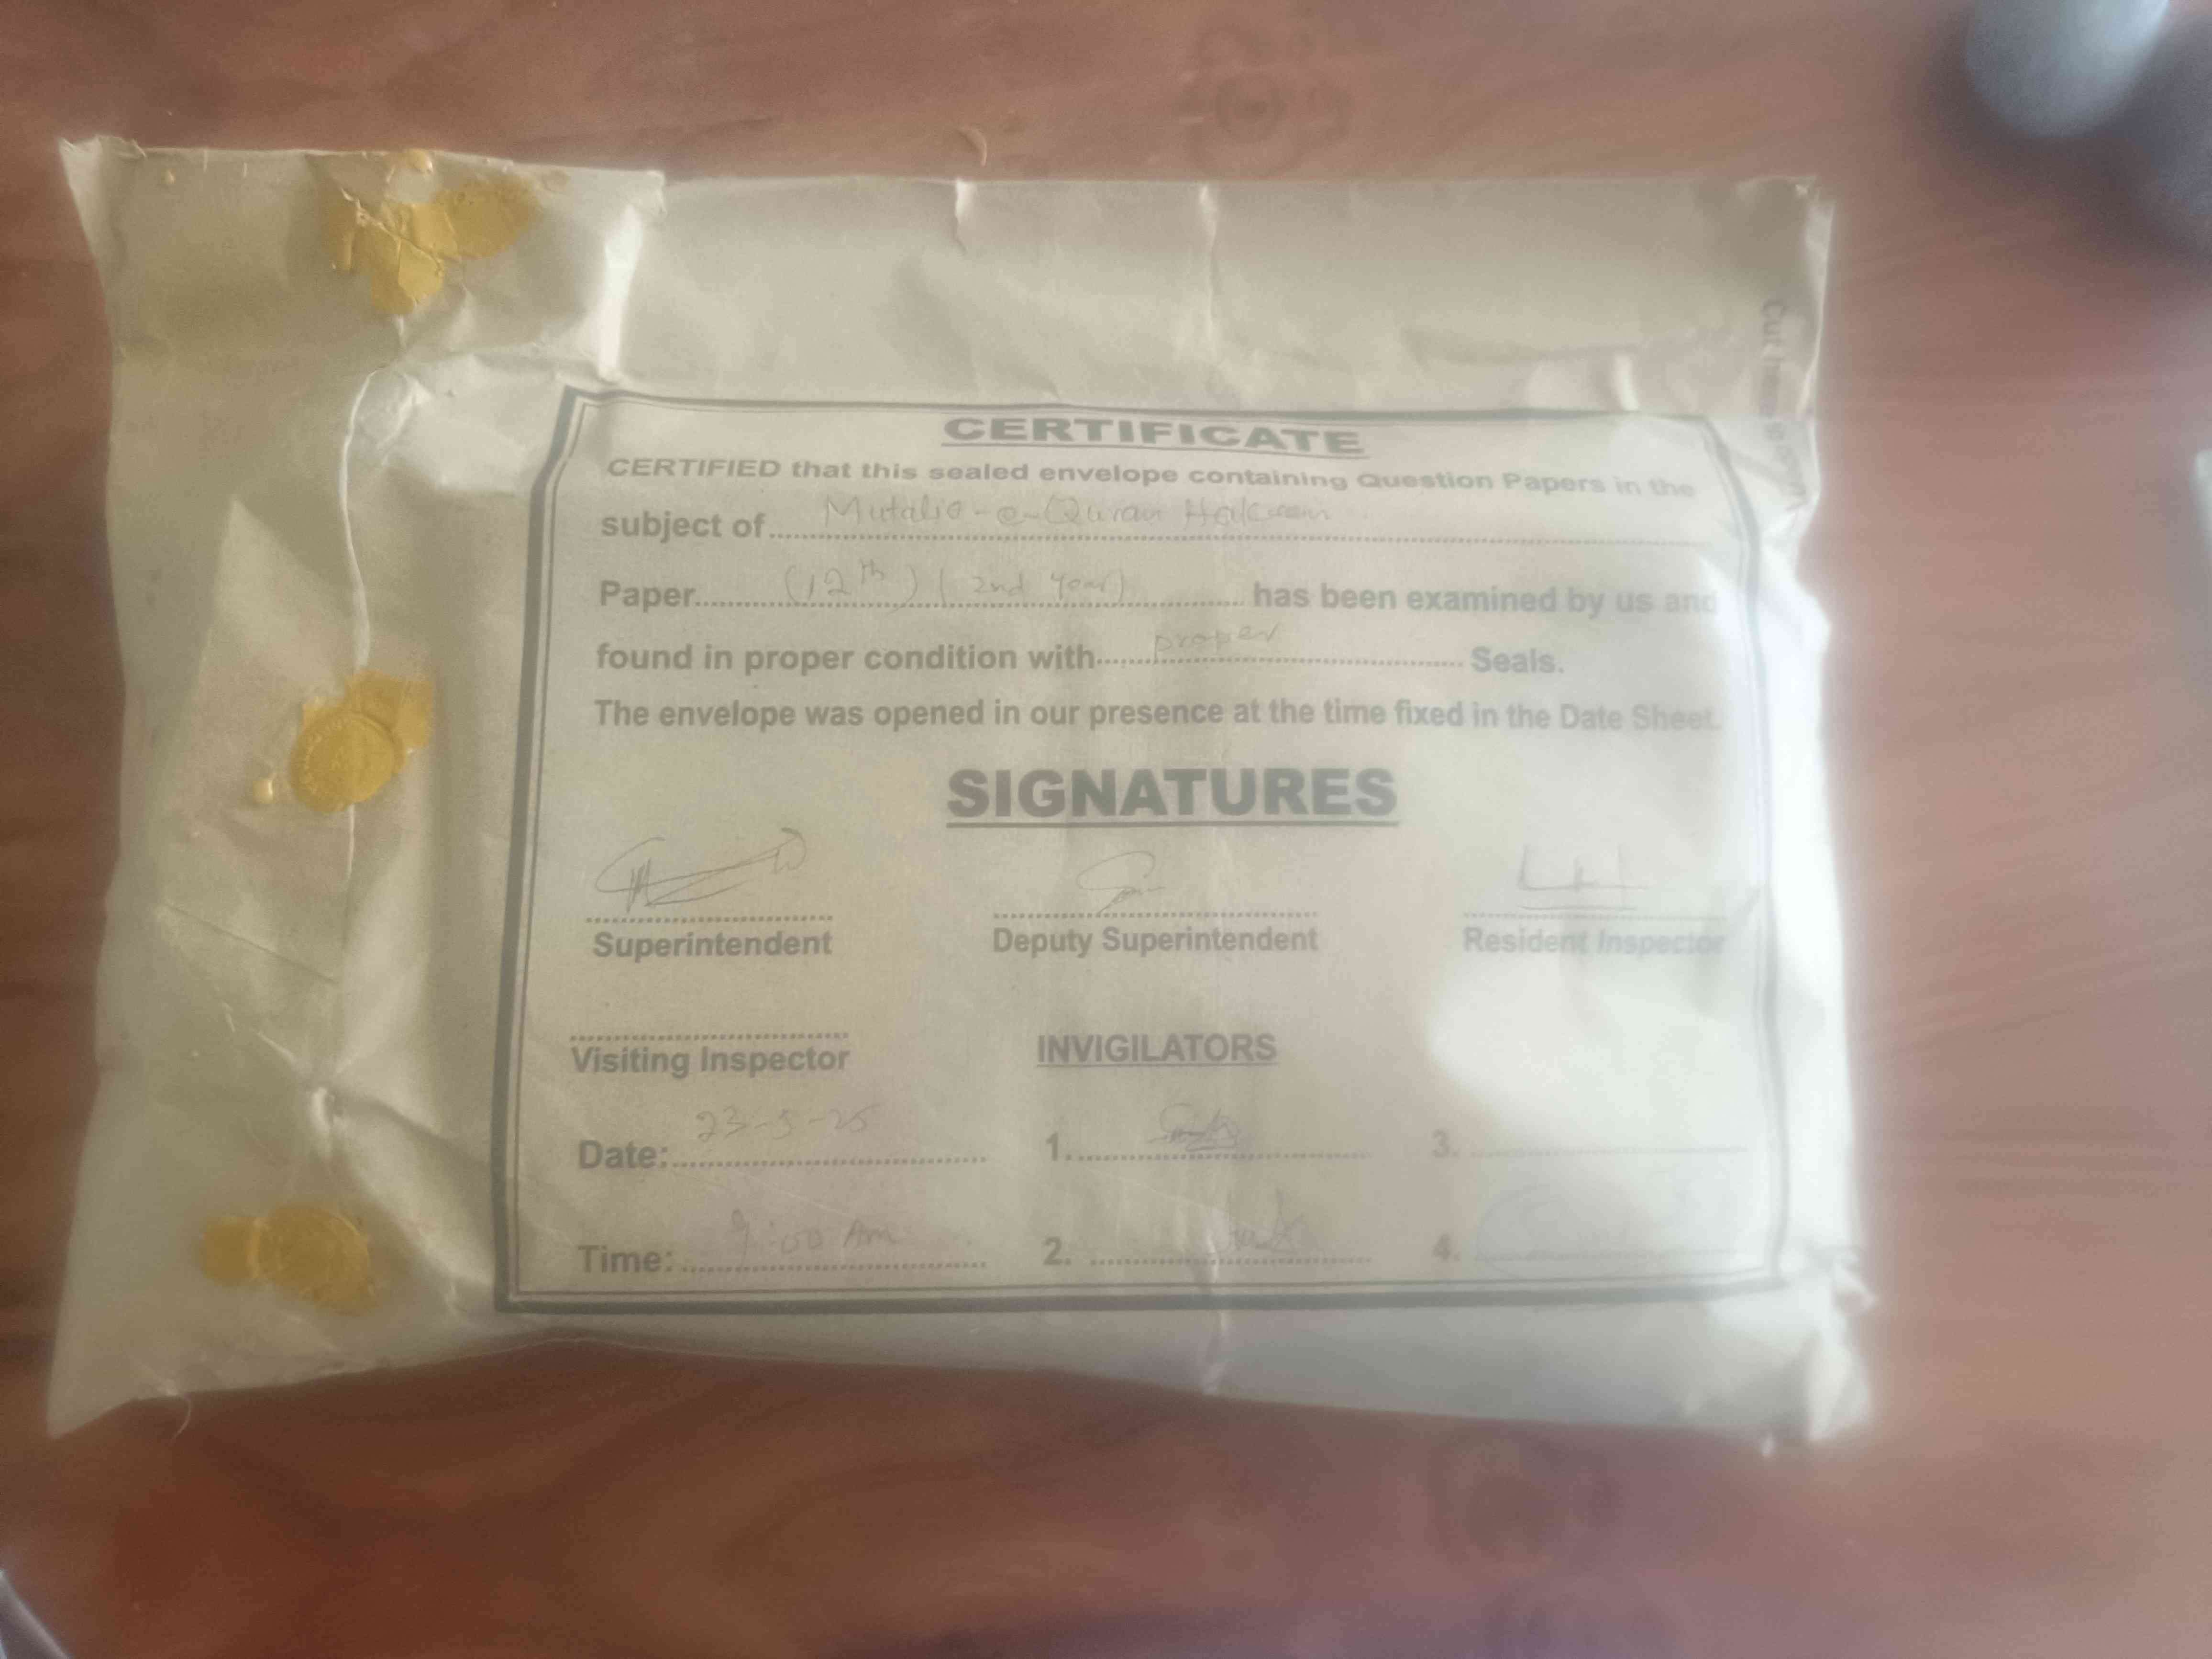 Cut here
CERTIFICATE
CERTIFIED that this sealed envelope containing Question Papers in the
subject of Mutalia-e-Quran Hakeem
Paper (12th) (2nd year) has been examined by us and
found in proper condition with proper Seals.
The envelope was opened in our presence at the time fixed in the Date Sheet.
SIGNATURES
Superintendent Deputy Superintendent Resident Inspector
Visiting Inspector INVIGILATORS
Date: 23-5-25 1. 3.
Time: 9:00 Am 2. 4.